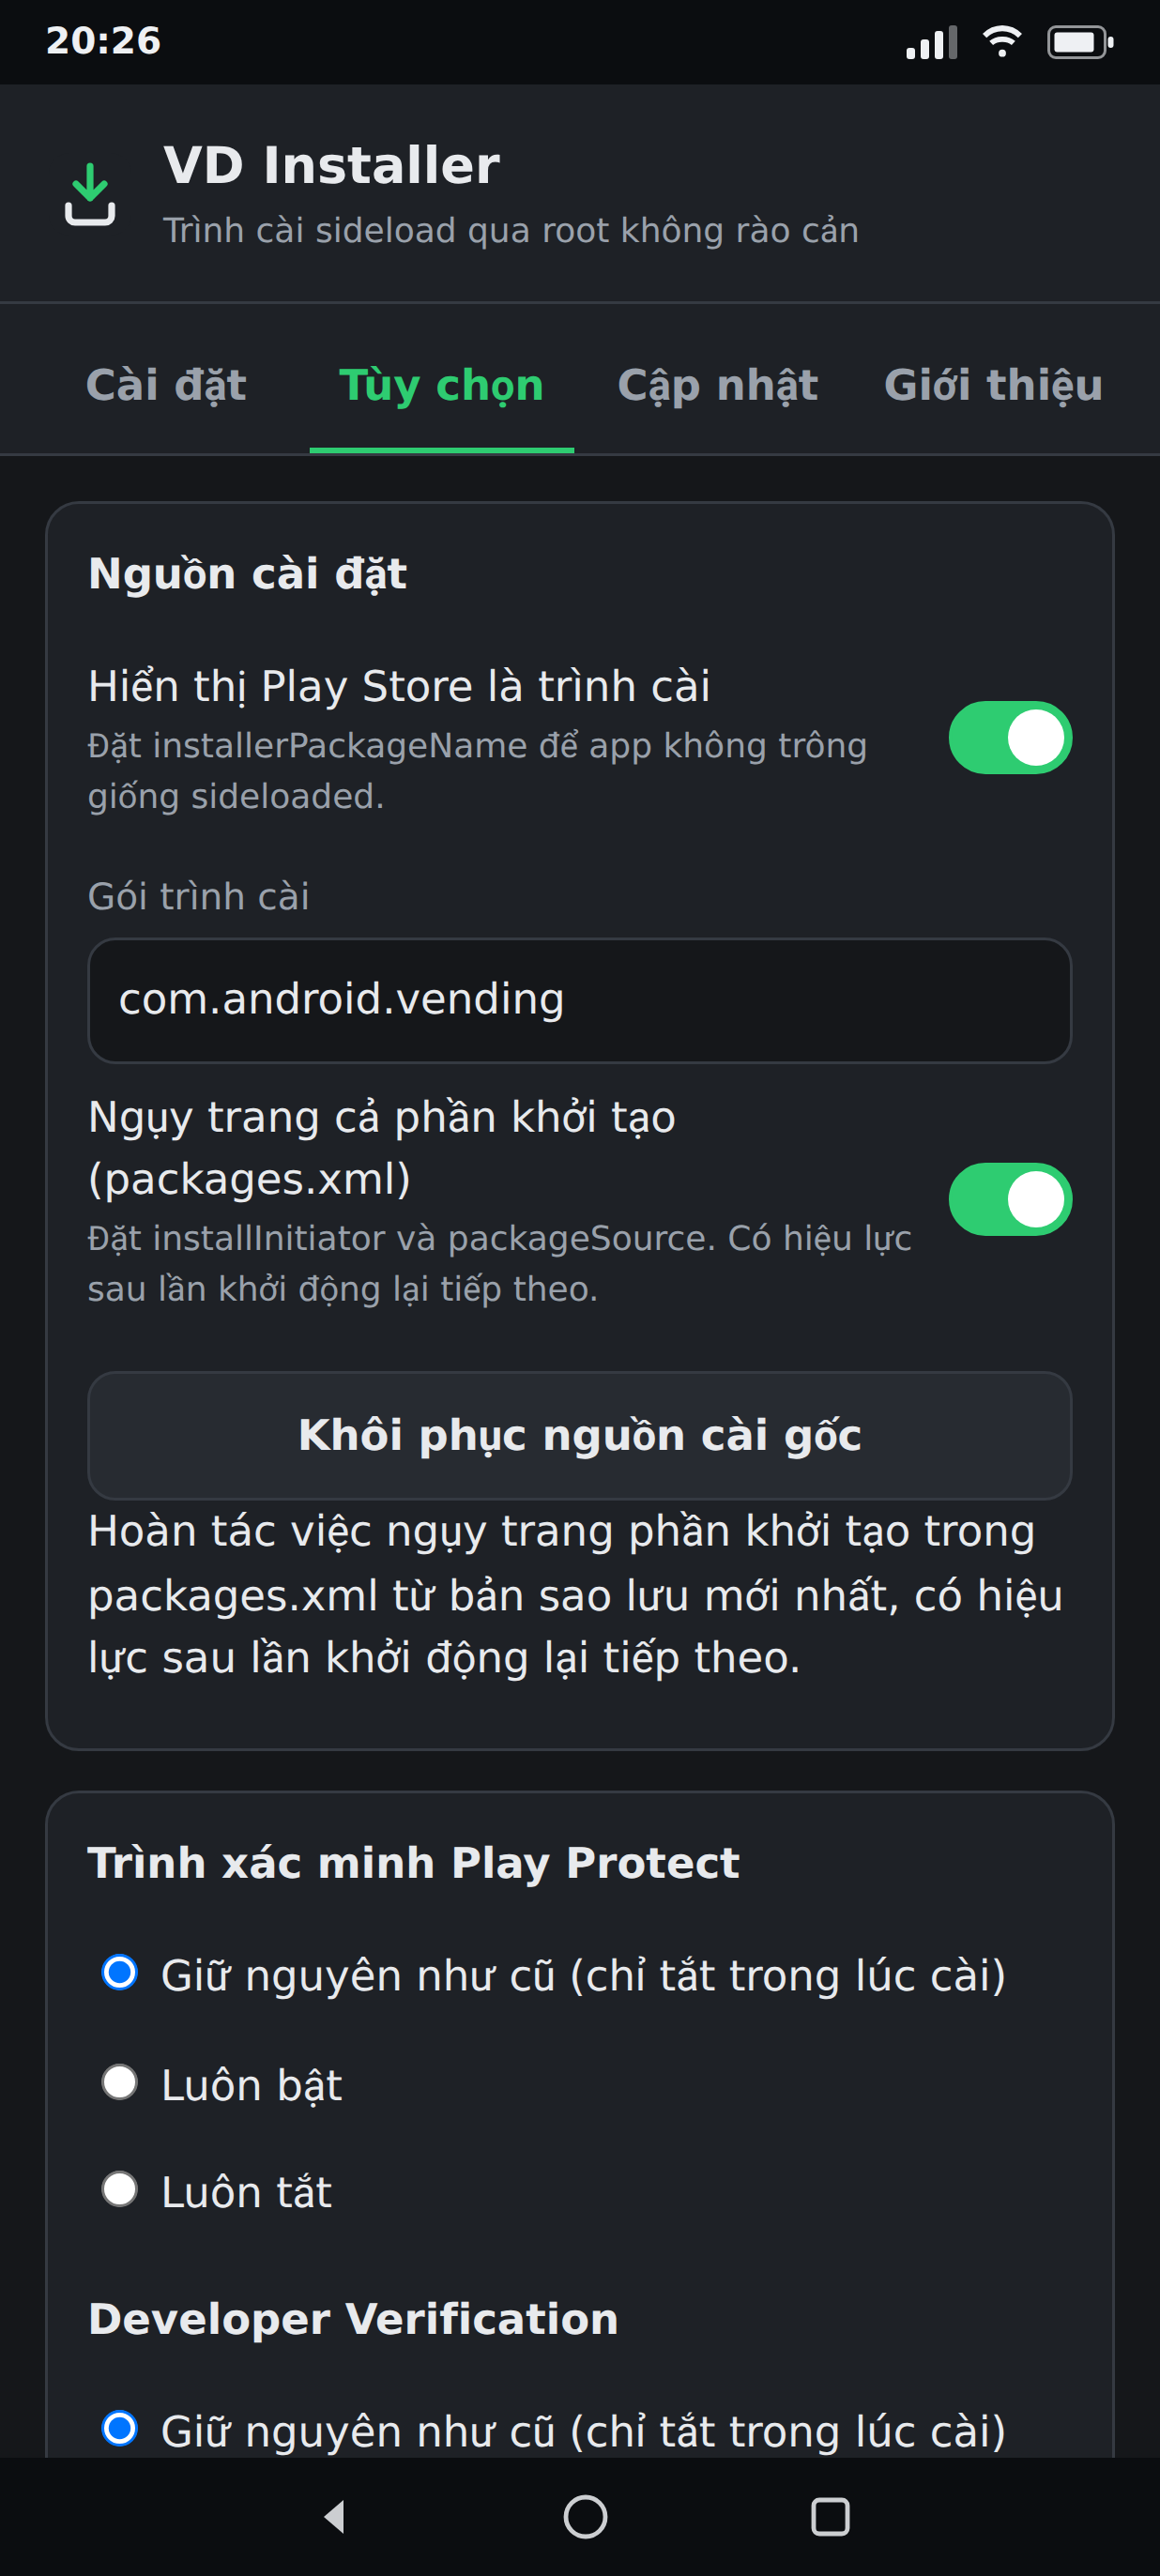 20:26
VD Installer
Trình cài sideload qua root không rào cản
Cài đặt
Tùy chọn
Cập nhật
Giới thiệu
Nguồn cài đặt
Hiển thị Play Store là trình cài
Đặt installerPackageName để app không trông
giống sideloaded.
Gói trình cài
com.android.vending
Ngụy trang cả phần khởi tạo
(packages.xml)
Đặt installInitiator và packageSource. Có hiệu lực
sau lần khởi động lại tiếp theo.
Khôi phục nguồn cài gốc
Hoàn tác việc ngụy trang phần khởi tạo trong
packages.xml từ bản sao lưu mới nhất, có hiệu
lực sau lần khởi động lại tiếp theo.
Trình xác minh Play Protect
Giữ nguyên như cũ (chỉ tắt trong lúc cài)
Luôn bật
Luôn tắt
Developer Verification
Giữ nguyên như cũ (chỉ tắt trong lúc cài)